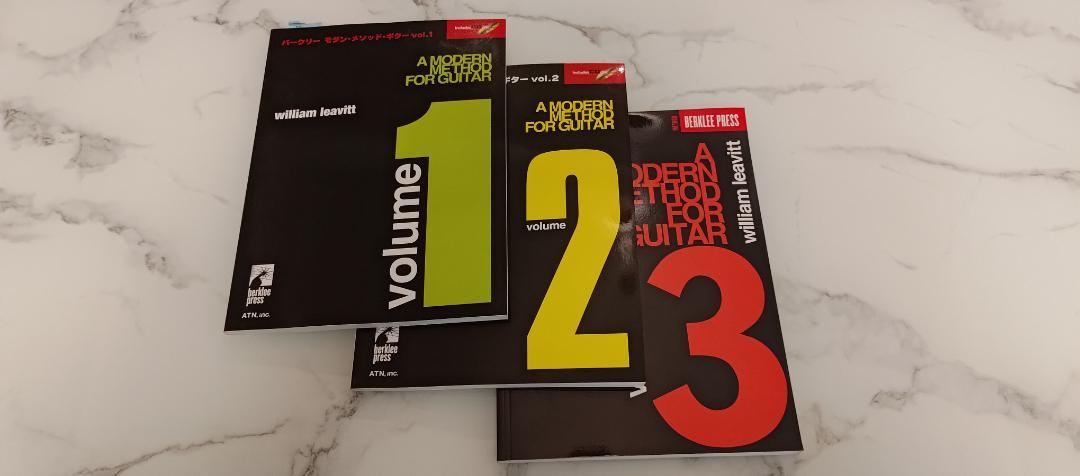 バークリー モダン・メソッド・ギター vol.1
A MODERN
METHOD
FOR GUITAR
william leavitt
volume
1
berklee
press
ATN, inc.
ギター vol.2
A MODERN
METHOD
FOR GUITAR
volume
2
berklee
press
ATN, inc.
BERKLEE PRESS
A
ODERN
ETHOD
FOR
GUITAR
william leavitt
3